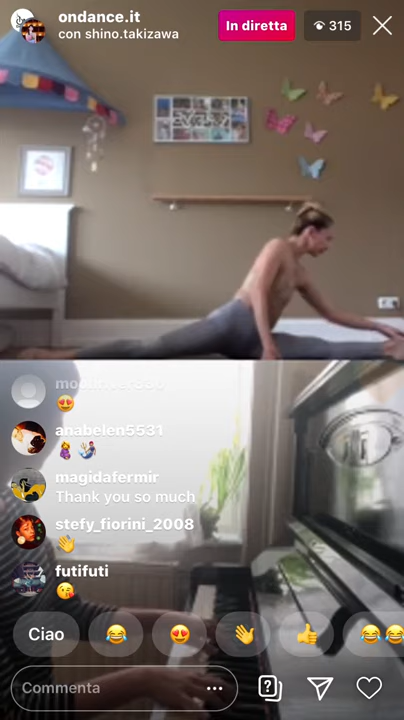 ondance.it
con shino.takizawa
In diretta
315
😍
anabelen5531
magidafermir
Thank you so much
stefy_fiorini_2008
👋
futifuti
😘
Ciao 😂 😍 👋 👍 😂😂
Commenta